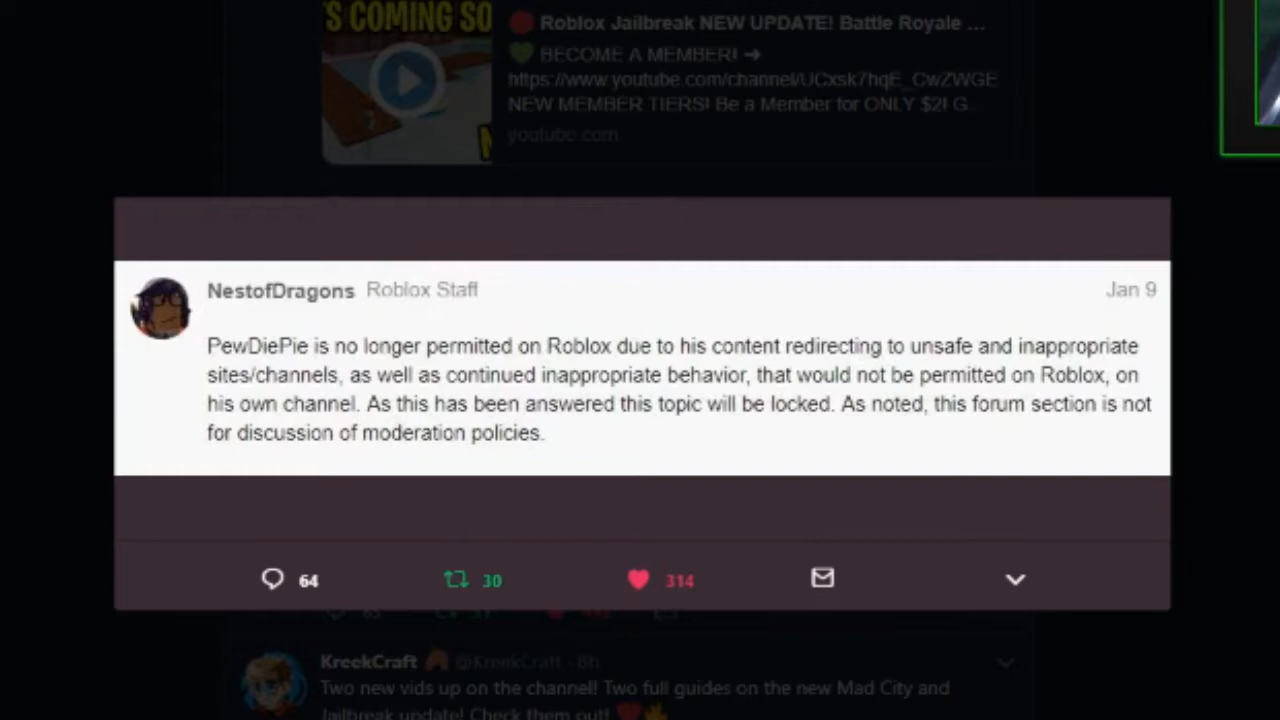 'S COMING SO
Roblox Jailbreak NEW UPDATE! Battle Royale ...
BECOME A MEMBER! →
https://www.youtube.com/channel/UCxsk7hqE_CwZWGE
NEW MEMBER TIERS! Be a Member for ONLY $2! G...
youtube.com
NestofDragons Roblox Staff Jan 9
PewDiePie is no longer permitted on Roblox due to his content redirecting to unsafe and inappropriate
sites/channels, as well as continued inappropriate behavior, that would not be permitted on Roblox, on
his own channel. As this has been answered this topic will be locked. As noted, this forum section is not
for discussion of moderation policies.
64 30 314
KreekCraft @KreekCraft · 8h
Two new vids up on the channel! Two full guides on the new Mad City and
Jailbreak update! Check them out!